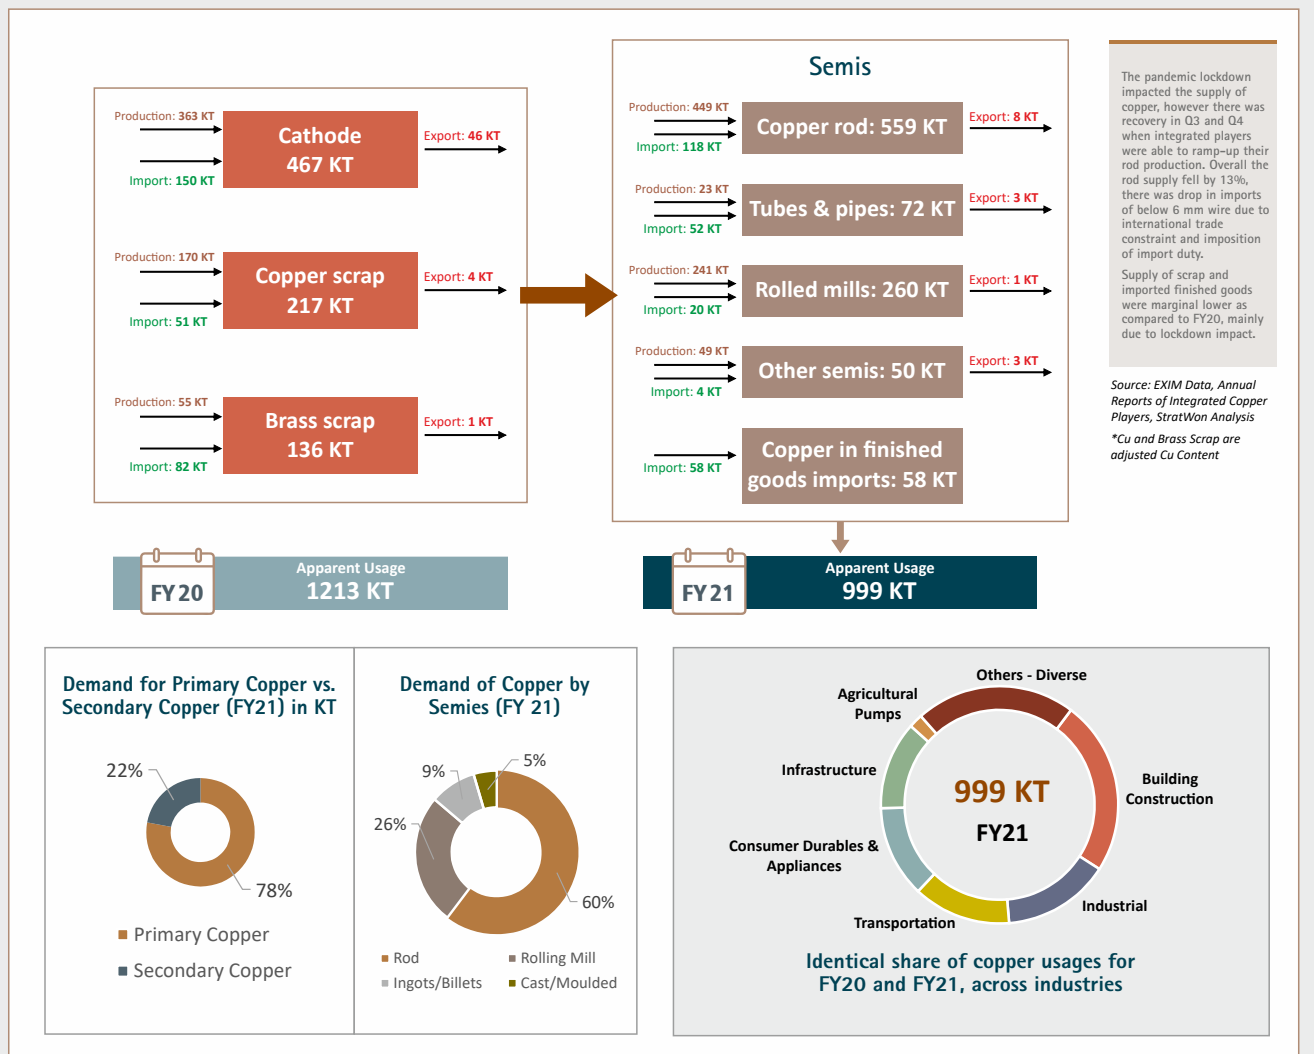 Production: 363 KT
Cathode
467 KT
Export: 46 KT
Import: 150 KT
Production: 170 KT
Copper scrap
217 KT
Export: 4 KT
Import: 51 KT
Production: 55 KT
Brass scrap
136 KT
Export: 1 KT
Import: 82 KT
Semis
Production: 449 KT
Copper rod: 559 KT
Export: 8 KT
Import: 118 KT
Production: 23 KT
Tubes & pipes: 72 KT
Export: 3 KT
Import: 52 KT
Production: 241 KT
Rolled mills: 260 KT
Export: 1 KT
Import: 20 KT
Production: 49 KT
Other semis: 50 KT
Export: 3 KT
Import: 4 KT
Import: 58 KT
Copper in finished
goods imports: 58 KT
The pandemic lockdown
impacted the supply of
copper, however there was
recovery in Q3 and Q4
when integrated players
were able to ramp-up their
rod production. Overall the
rod supply fell by 13%,
there was drop in imports
of below 6 mm wire due to
international trade
constraint and imposition
of import duty.
Supply of scrap and
imported finished goods
were marginal lower as
compared to FY20, mainly
due to lockdown impact.
Source: EXIM Data, Annual
Reports of Integrated Copper
Players, StratWon Analysis
*Cu and Brass Scrap are
adjusted Cu Content
FY20
Apparent Usage
1213 KT
FY21
Apparent Usage
999 KT
Demand for Primary Copper vs.
Secondary Copper (FY21) in KT
22%
78%
Primary Copper
Secondary Copper
Demand of Copper by
Semies (FY 21)
5%
9%
26%
60%
Rod
Rolling Mill
Ingots/Billets
Cast/Moulded
Others - Diverse
Agricultural
Pumps
Infrastructure
Building
Construction
999 KT
FY21
Consumer Durables &
Appliances
Industrial
Transportation
Identical share of copper usages for
FY20 and FY21, across industries